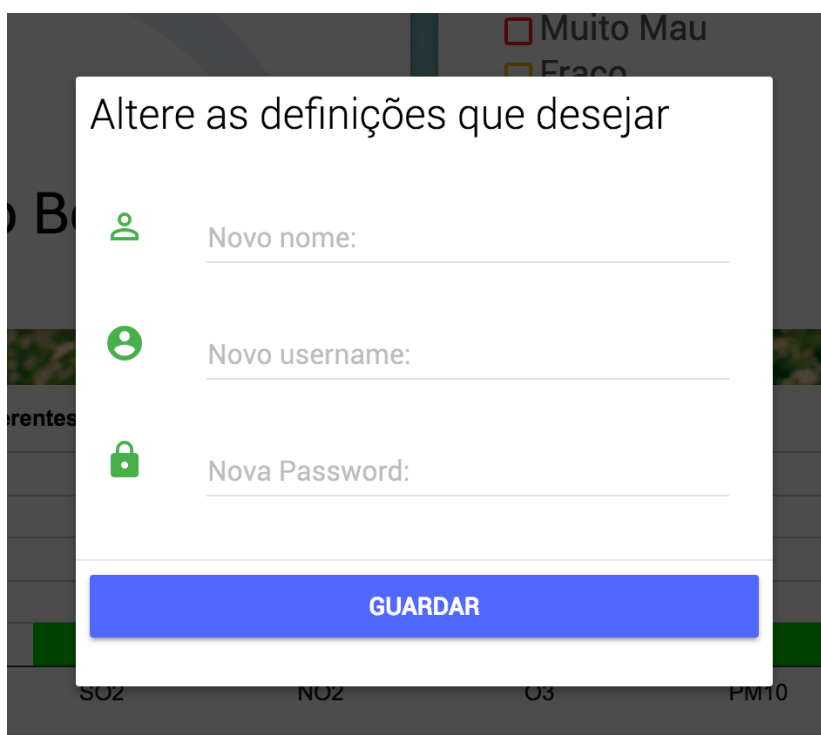 Muito Mau
Fraco
Altere as definições que desejar
Novo nome:
Novo username:
erentes
Nova Password:
GUARDAR
SO2
NO2
O3
PM10